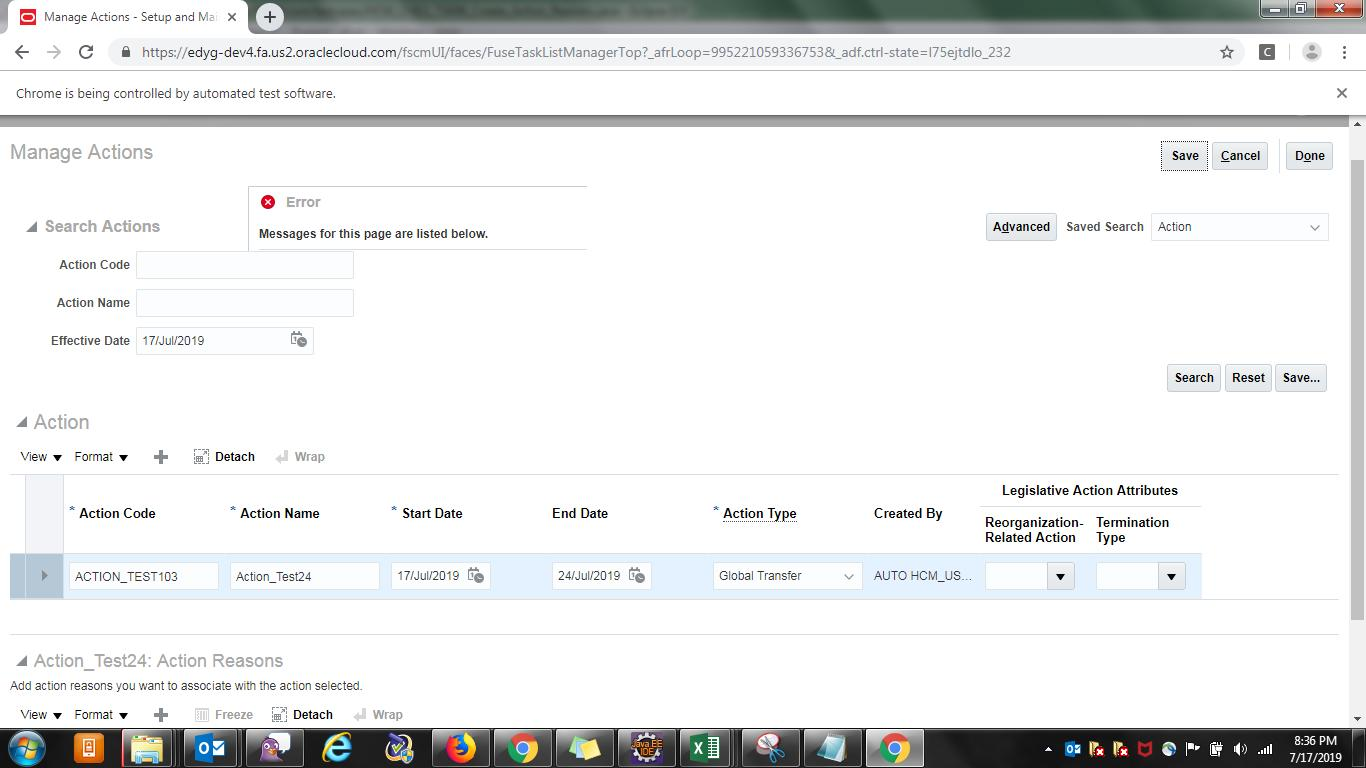 Manage Actions - Setup and Mai
https://edyg-dev4.fa.us2.oraclecloud.com/fscmUI/faces/FuseTaskListManagerTop?_afrLoop=995221059336753&_adf.ctrl-state=l75ejtdlo_232
C
Chrome is being controlled by automated test software.
Manage Actions
Save Cancel Done
Error
Messages for this page are listed below.
Search Actions
Advanced Saved Search Action
Action Code
Action Name
Effective Date 17/Jul/2019
Search Reset Save...
Action
View Format Detach Wrap
Legislative Action Attributes
* Action Code * Action Name * Start Date End Date * Action Type Created By Reorganization-Related Action Termination Type
ACTION_TEST103 Action_Test24 17/Jul/2019 24/Jul/2019 Global Transfer AUTO HCM_US...
Action_Test24: Action Reasons
Add action reasons you want to associate with the action selected.
View Format Freeze Detach Wrap
Java EE
IDE
8:36 PM
7/17/2019